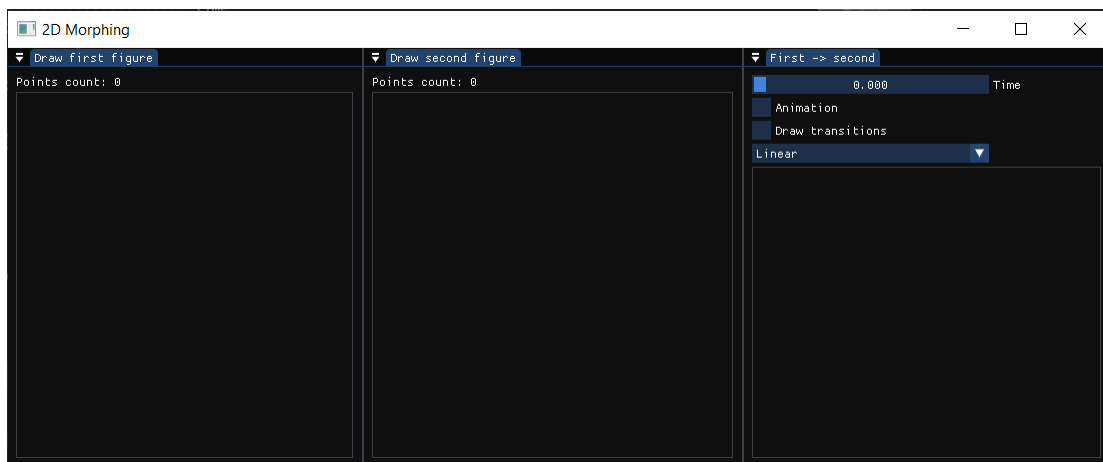 2D Morphing
Draw first figure
Points count: 0
Draw second figure
Points count: 0
First -> second
0.000 Time
Animation
Draw transitions
Linear